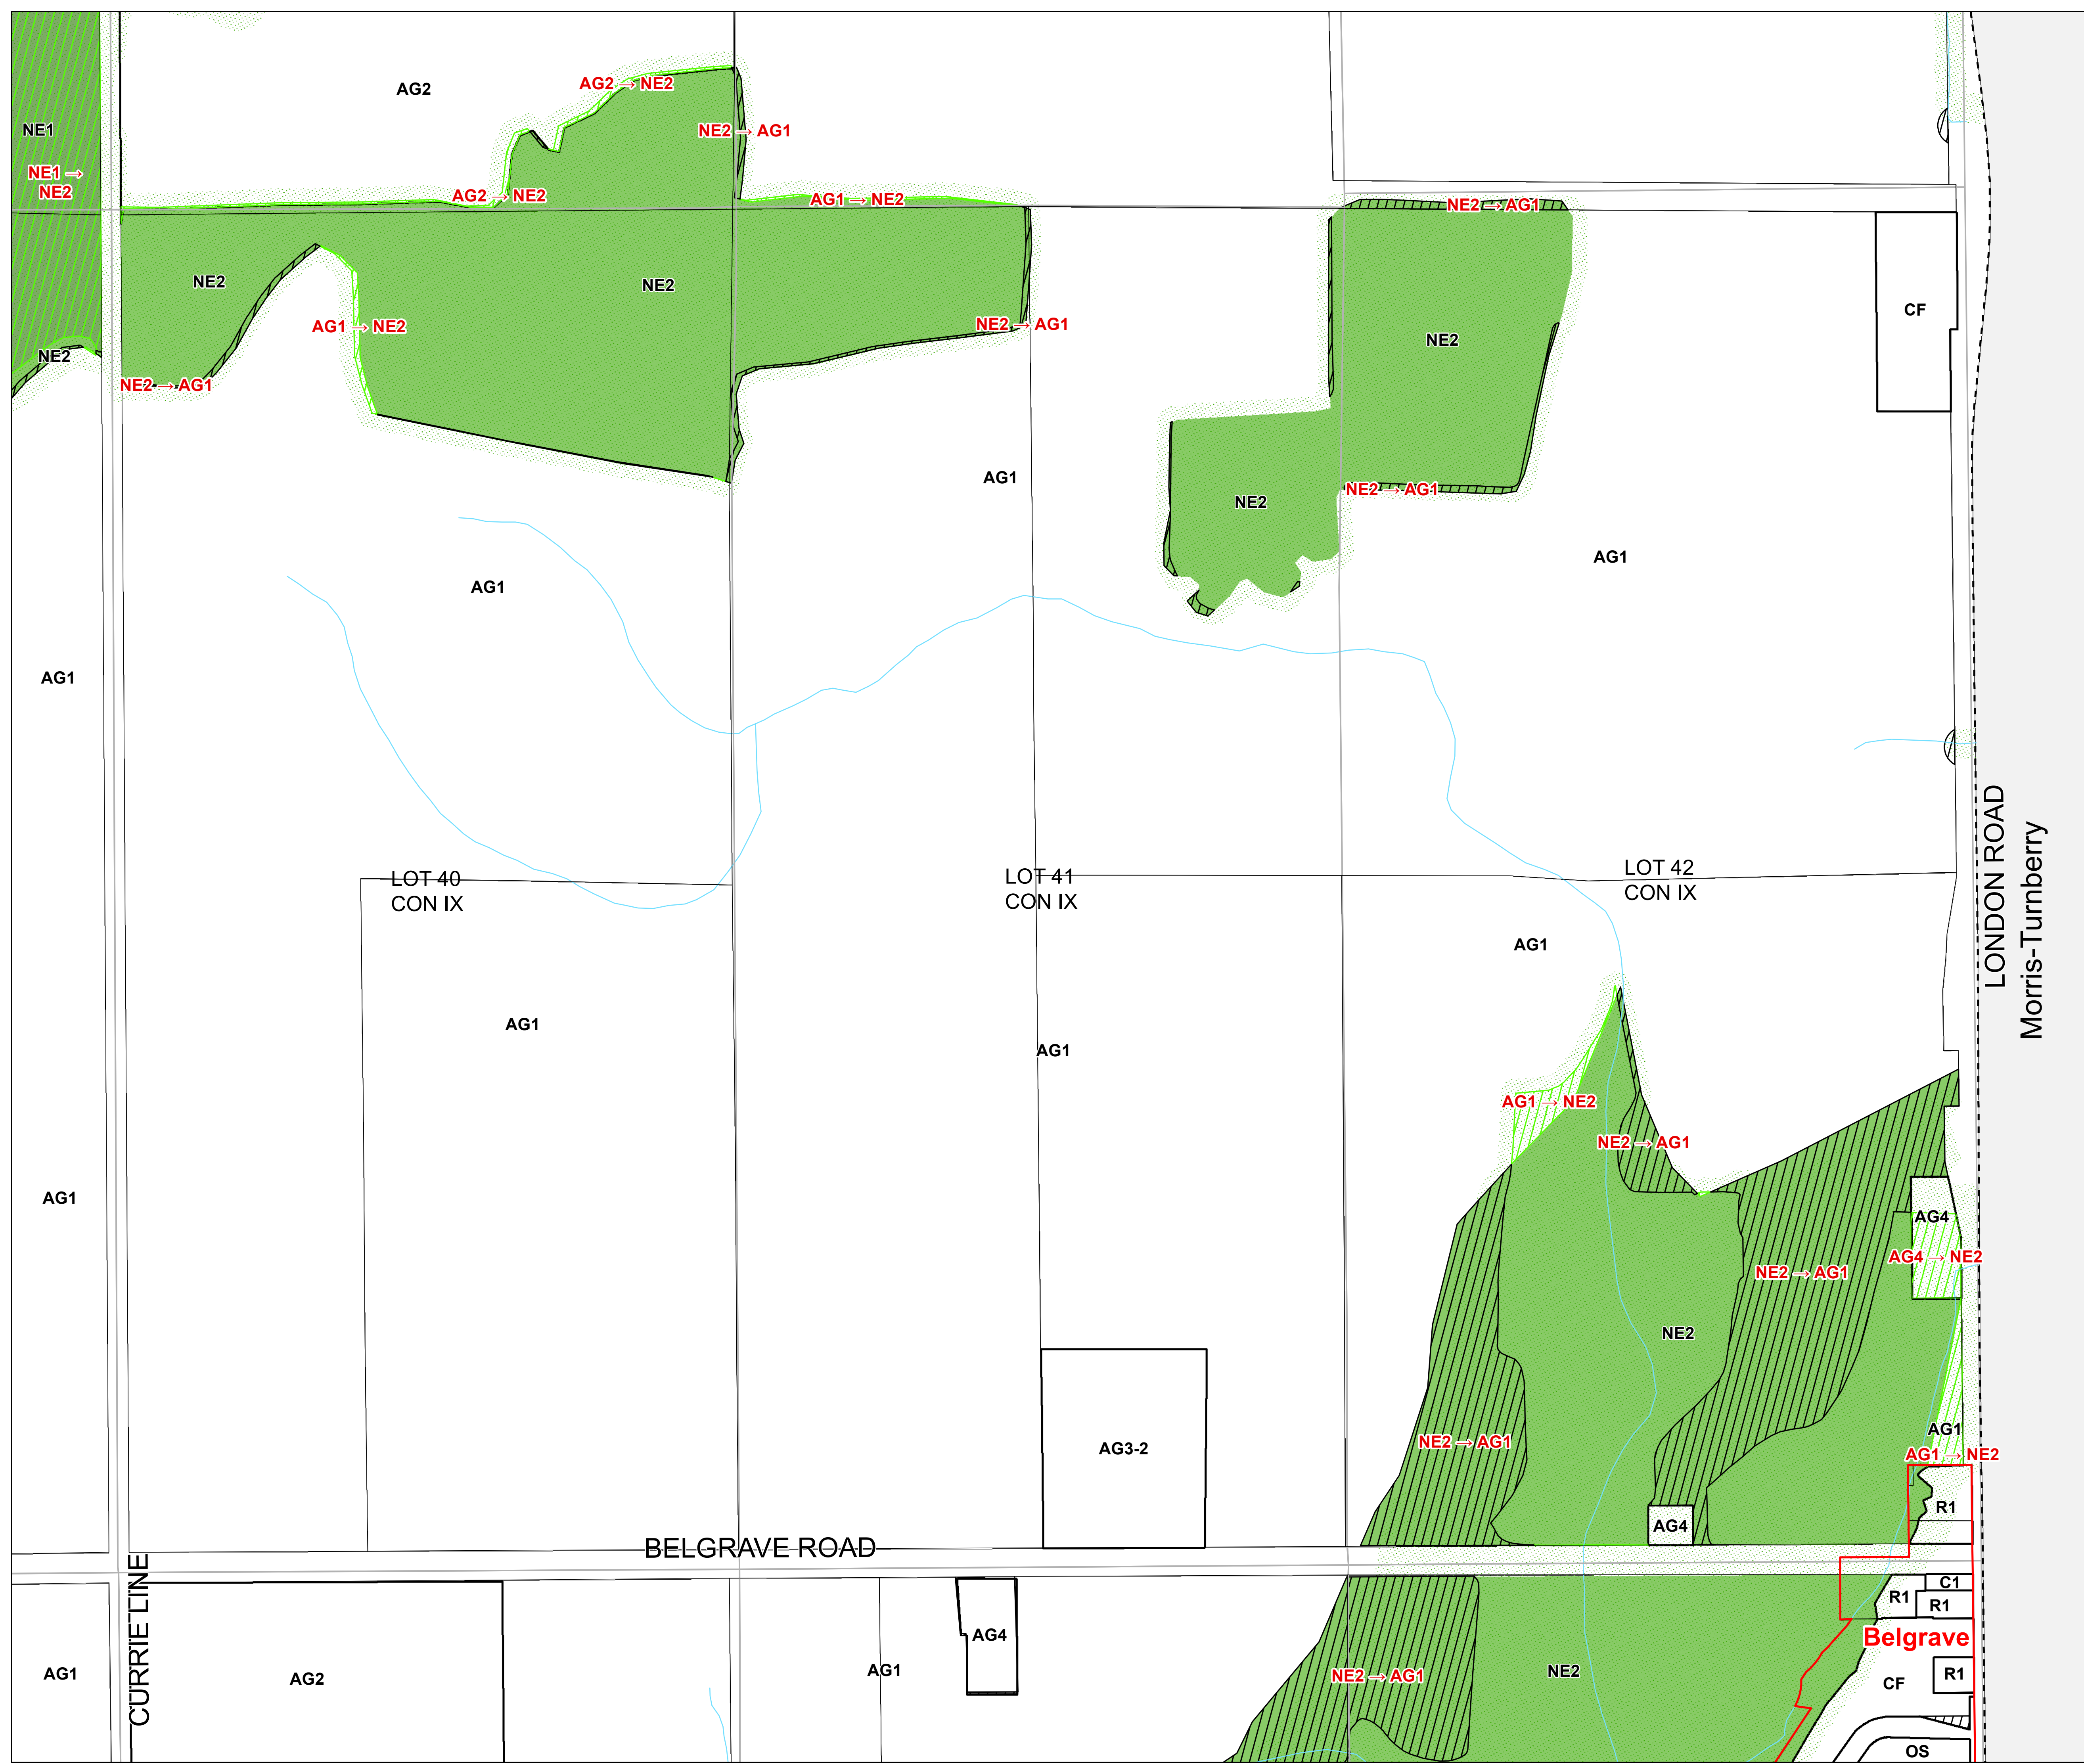 AG2
AG2 → NE2
NE1
NE2 → AG1
NE1 →
NE2
AG2 → NE2
AG1 → NE2
NE2 → AG1
NE2
NE2
CF
AG1 → NE2
NE2 → AG1
NE2
NE2
NE2 → AG1
AG1
NE2 → AG1
NE2
AG1
AG1
AG1
LOT 40
CON IX
LOT 41
CON IX
LOT 42
CON IX
LONDON ROAD
Morris-Turnberry
AG1
AG1
AG1
AG1 → NE2
NE2 → AG1
AG1
AG4
AG4 → NE2
NE2 → AG1
NE2
AG1
NE2 → AG1
AG3-2
AG1 → NE2
R1
AG4
BELGRAVE ROAD
CURRIE LINE
C1
R1
R1
AG4
Belgrave
AG1
AG2
AG1
NE2 → AG1
NE2
R1
CF
OS